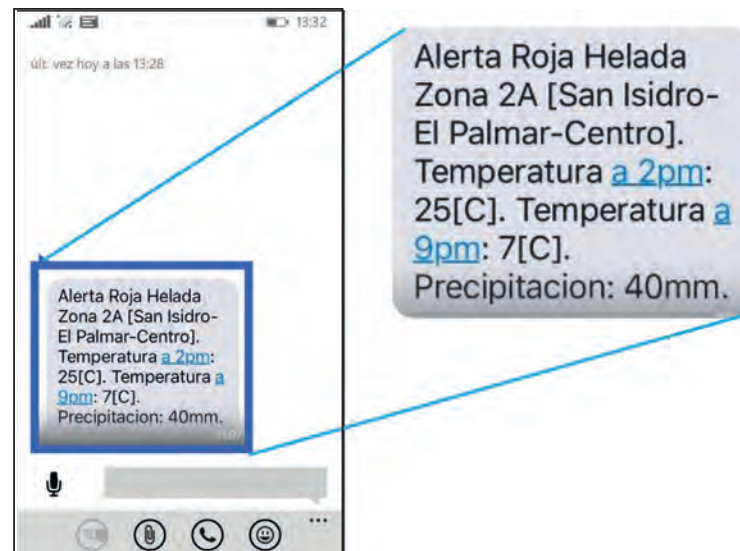 13:32
últ. vez hoy a las 13:28
Alerta Roja Helada
Zona 2A [San Isidro-
El Palmar-Centro].
Temperatura a 2pm:
25[C]. Temperatura a
9pm: 7[C].
Precipitacion: 40mm.
Alerta Roja Helada
Zona 2A [San Isidro-
El Palmar-Centro].
Temperatura a 2pm:
25[C]. Temperatura a
9pm: 7[C].
Precipitacion: 40mm.